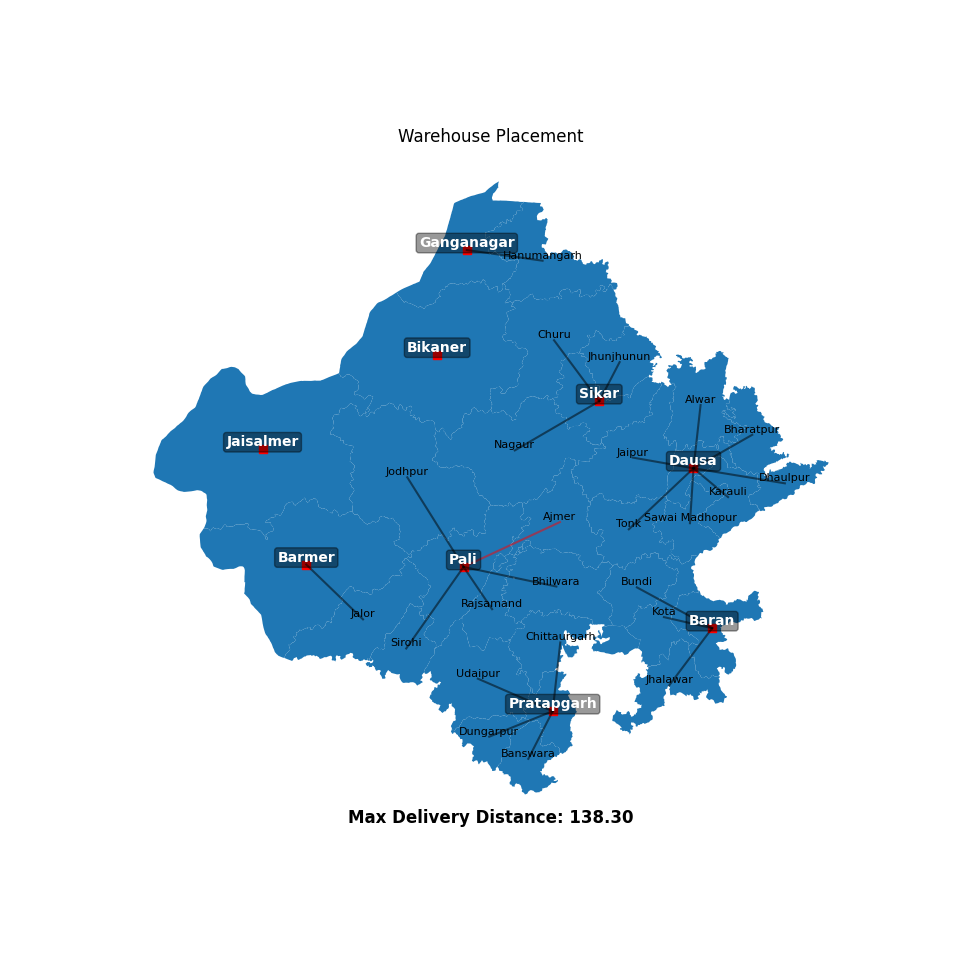 Warehouse Placement
Ganganagar
Hanumangarh
Churu
Bikaner
Jhunjhunun
Sikar
Alwar
Bharatpur
Jaisalmer
Nagaur
Jaipur
Dausa
Jodhpur
Dhaulpur
Karauli
Ajmer
Tonk
Sawai Madhopur
Barmer
Pali
Bhilwara
Bundi
Rajsamand
Jalor
Kota
Baran
Sirohi
Chittaurgarh
Udaipur
Jhalawar
Pratapgarh
Dungarpur
Banswara
Max Delivery Distance: 138.30